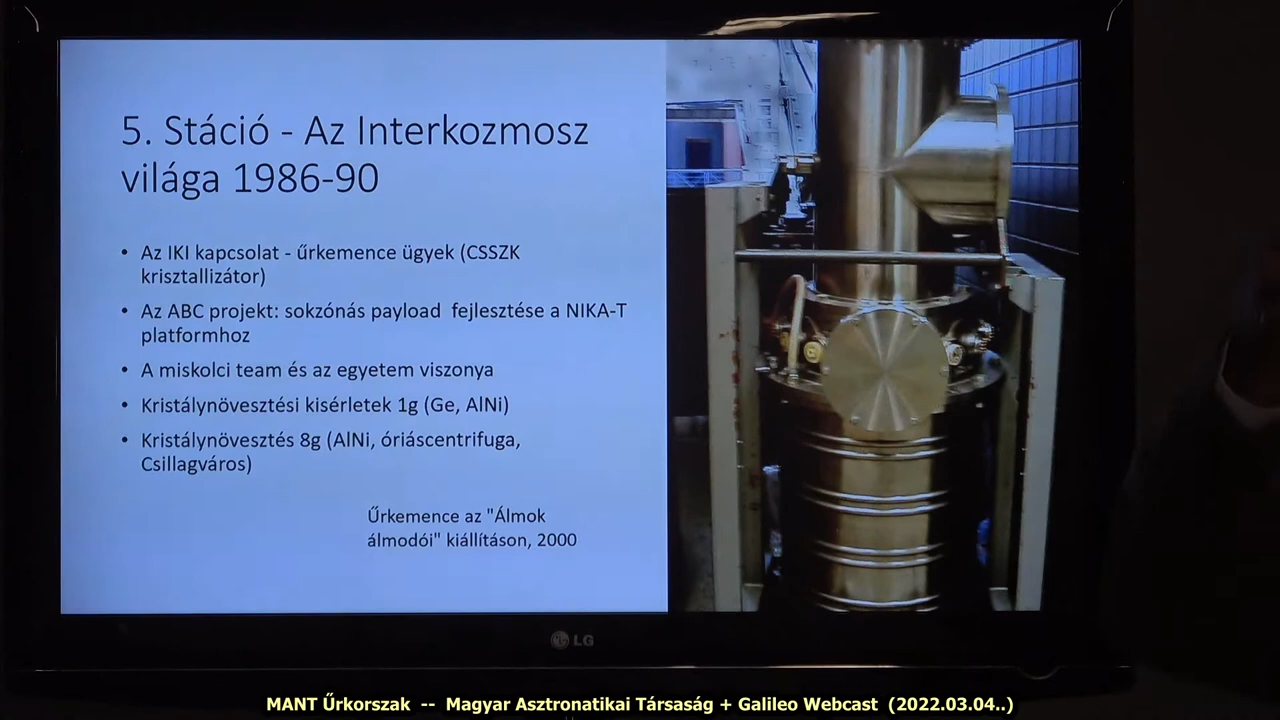 5. Stáció - Az Interkozmosz
világa 1986-90
• Az IKI kapcsolat - űrkemence ügyek (CSSZK
krisztallizátor)
• Az ABC projekt: sokzónás payload  fejlesztése a NIKA-T
platformhoz
• A miskolci team és az egyetem viszonya
• Kristálynövesztési kisérletek 1g (Ge, AlNi)
• Kristálynövesztés 8g (AlNi, óriáscentrifuga,
Csillagváros)
Űrkemence az "Álmok
álmodói" kiállításon, 2000
LG
MANT Űrkorszak -- Magyar Asztronatikai Társaság + Galileo Webcast (2022.03.04..)